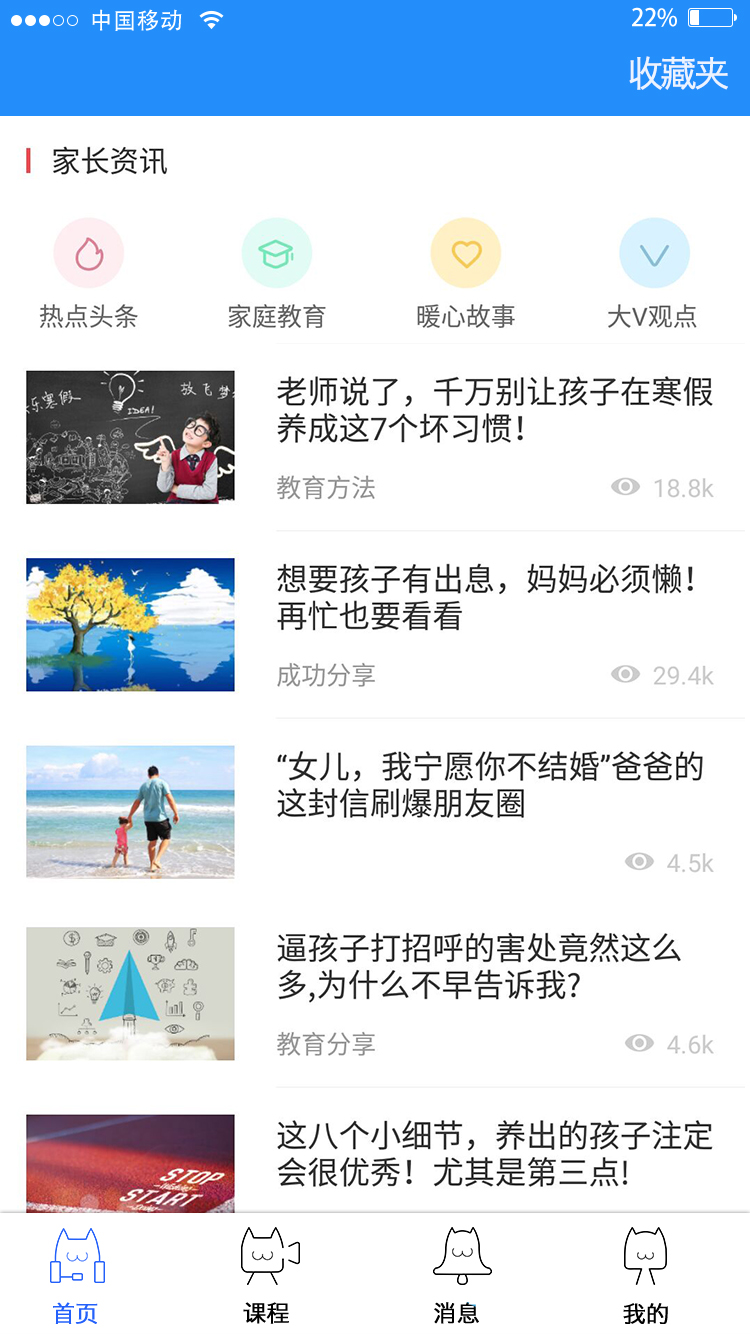 中国移动
22%
收藏夹
家长资讯
热点头条
家庭教育
暖心故事
大V观点
乐寒假
放飞梦
IDEA!
老师说了，千万别让孩子在寒假
养成这7个坏习惯！
教育方法
18.8k
想要孩子有出息，妈妈必须懒！
再忙也要看看
成功分享
29.4k
“女儿，我宁愿你不结婚”爸爸的
这封信刷爆朋友圈
4.5k
逼孩子打招呼的害处竟然这么
多,为什么不早告诉我?
教育分享
4.6k
STOP
START
这八个小细节，养出的孩子注定
会很优秀！尤其是第三点!
首页
课程
消息
我的